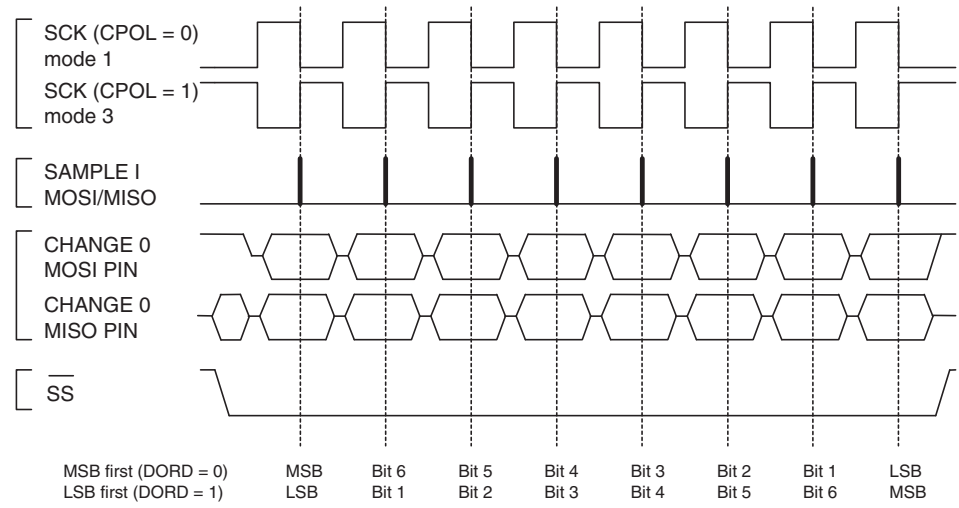 SCK (CPOL = 0)
mode 1
SCK (CPOL = 1)
mode 3
SAMPLE I
MOSI/MISO
CHANGE 0
MOSI PIN
CHANGE 0
MISO PIN
SS
MSB first (DORD = 0) MSB Bit 6 Bit 5 Bit 4 Bit 3 Bit 2 Bit 1 LSB
LSB first (DORD = 1) LSB Bit 1 Bit 2 Bit 3 Bit 4 Bit 5 Bit 6 MSB